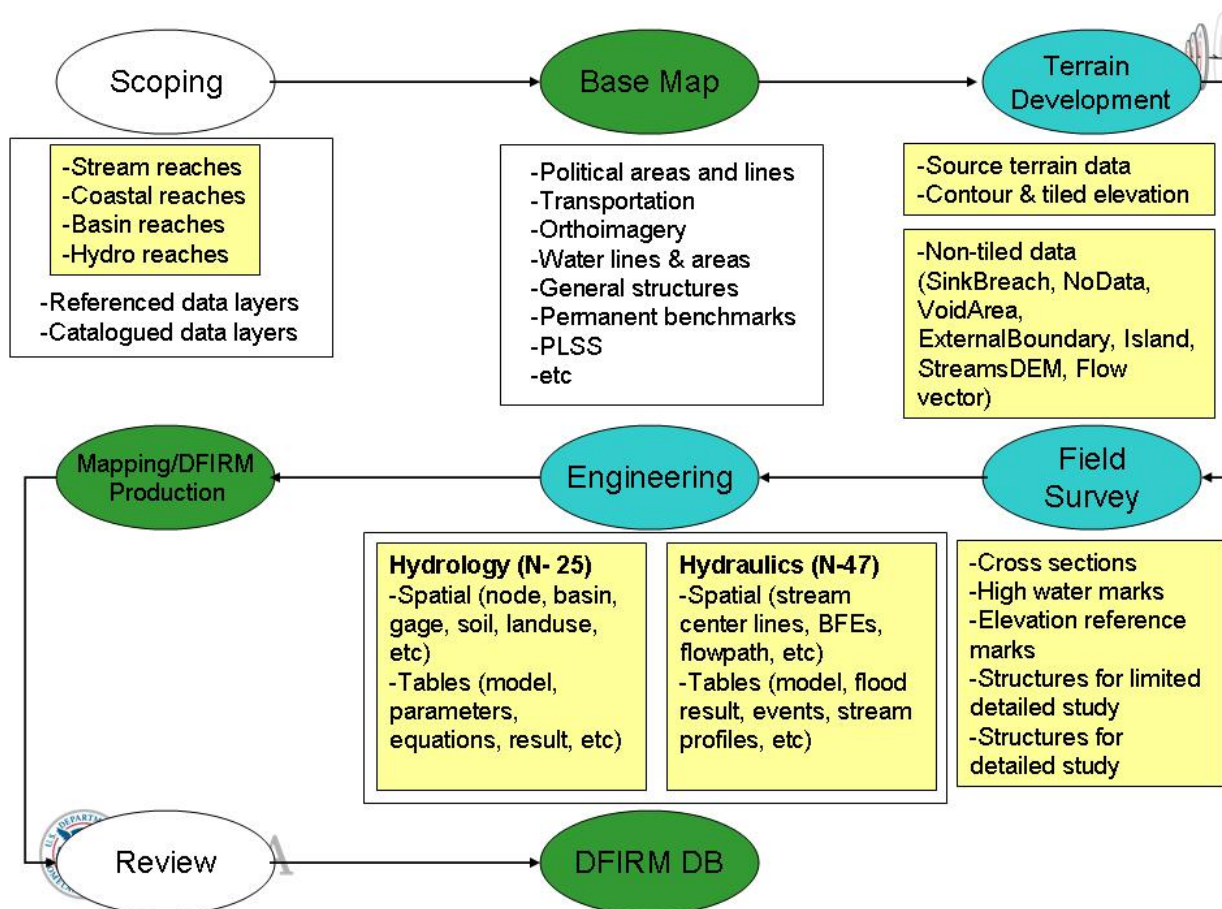 Scoping
Base Map
Terrain
Development
-Stream reaches
-Coastal reaches
-Basin reaches
-Hydro reaches
-Referenced data layers
-Catalogued data layers
-Political areas and lines
-Transportation
-Orthoimagery
-Water lines & areas
-General structures
-Permanent benchmarks
-PLSS
-etc
-Source terrain data
-Contour & tiled elevation
-Non-tiled data
(SinkBreach, NoData,
VoidArea,
ExternalBoundary, Island,
StreamsDEM, Flow
vector)
Mapping/DFIRM
Production
Engineering
Field
Survey
Hydrology (N- 25)
-Spatial (node, basin,
gage, soil, landuse,
etc)
-Tables (model,
parameters,
equations, result, etc)
Hydraulics (N-47)
-Spatial (stream
center lines, BFEs,
flowpath, etc)
-Tables (model, flood
result, events, stream
profiles, etc)
-Cross sections
-High water marks
-Elevation reference
marks
-Structures for limited
detailed study
-Structures for
detailed study
U.S. DEPART
Review
DFIRM DB